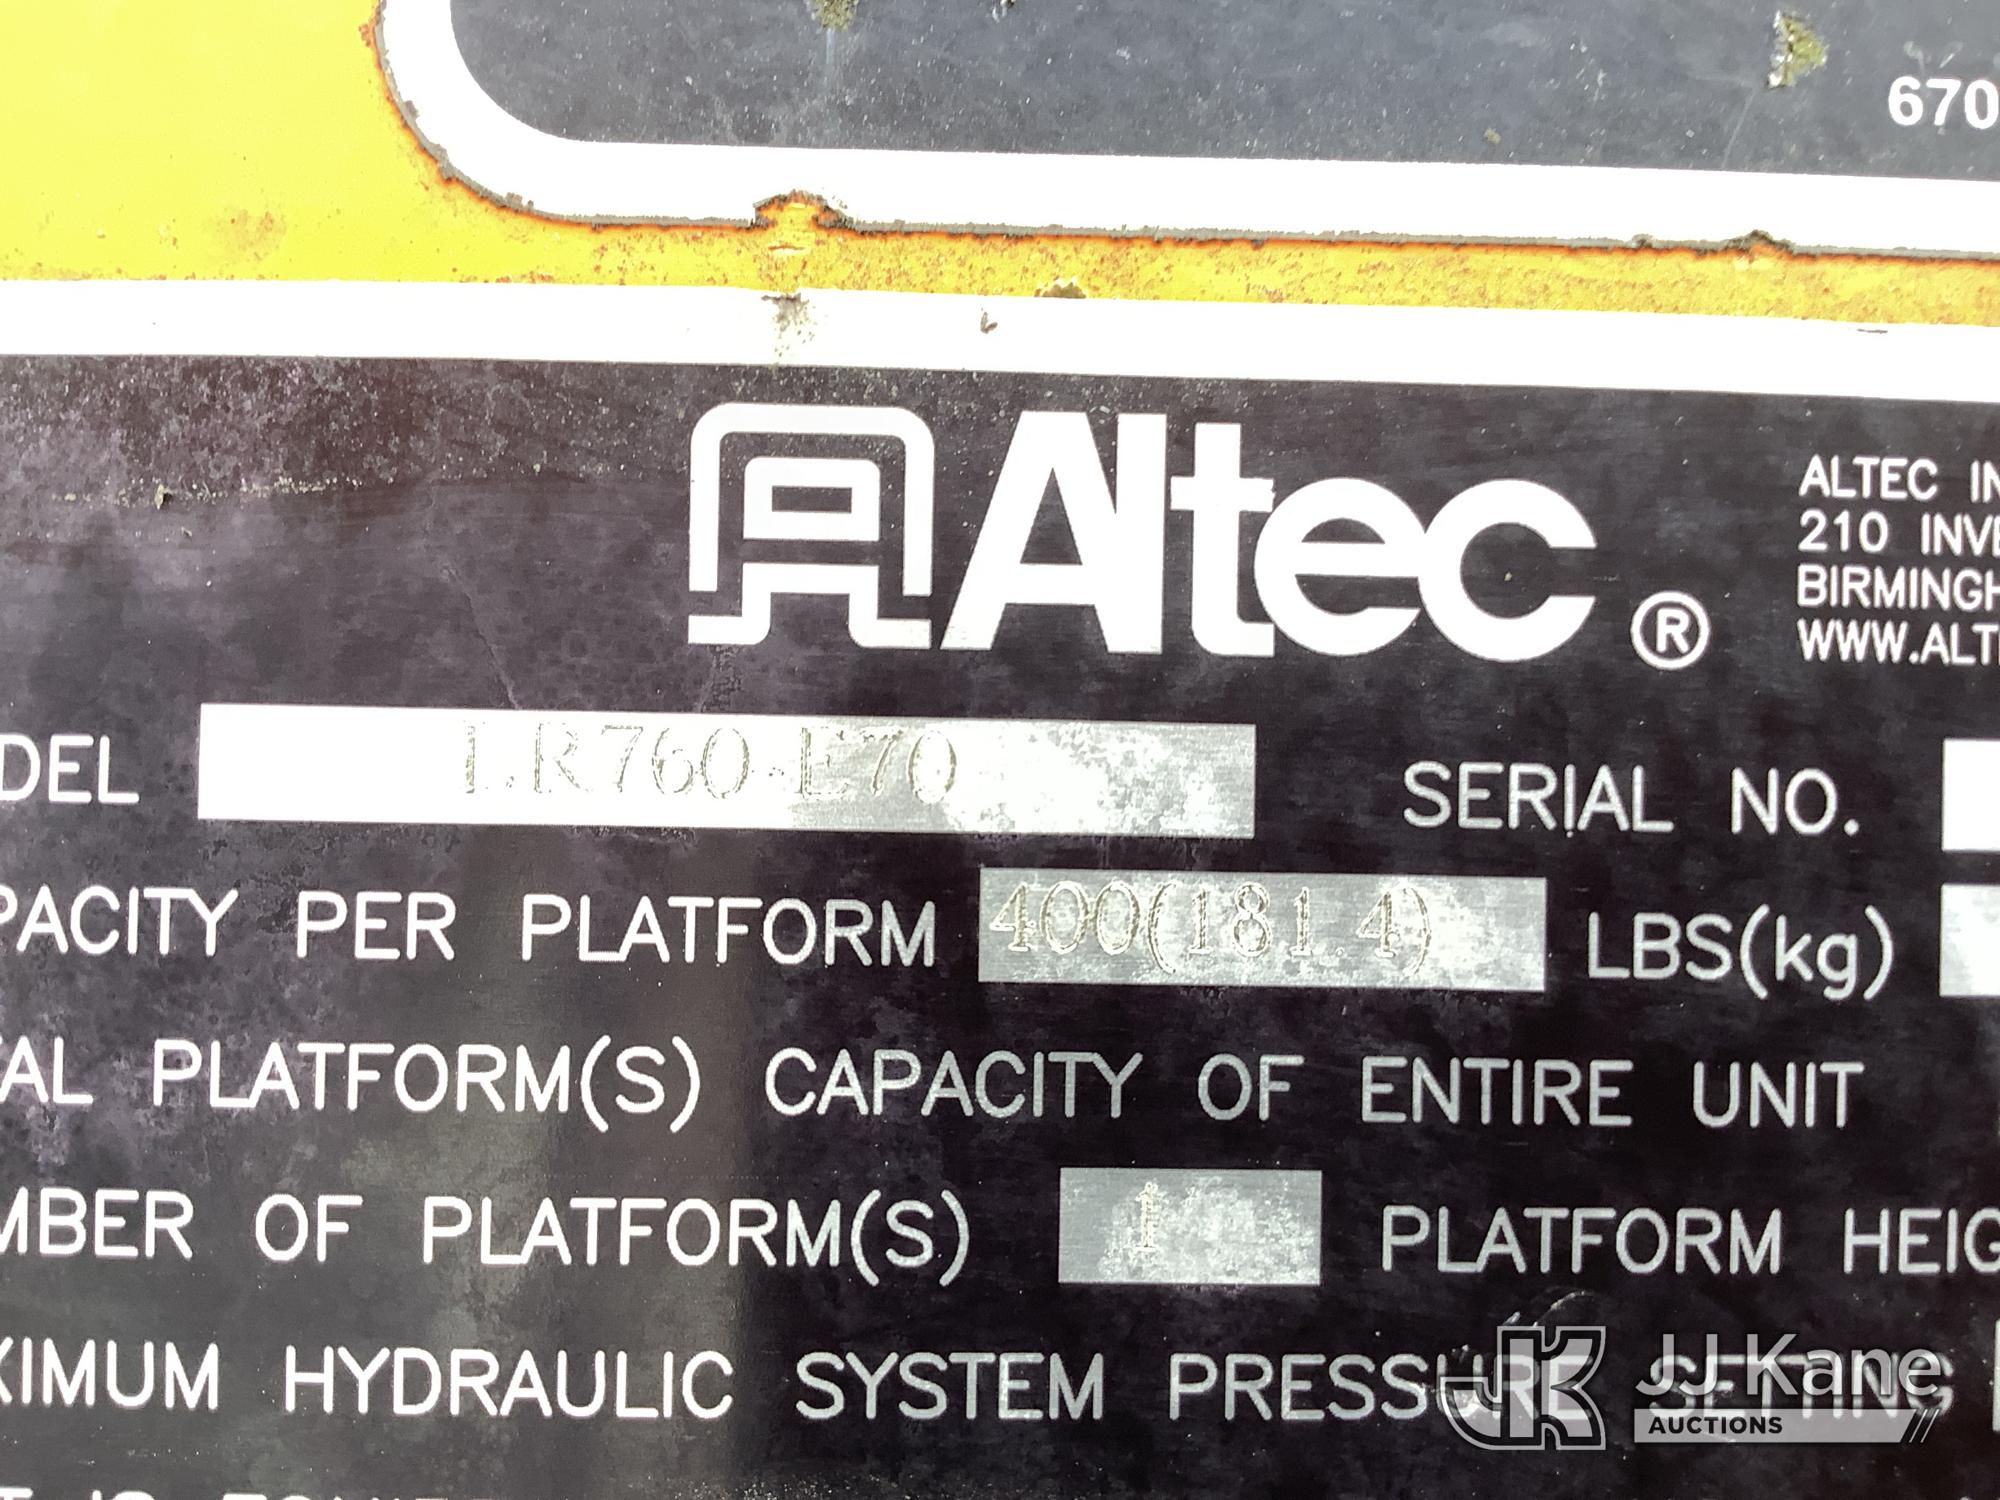 670
Altec®
ALTEC IN
210 INVE
BIRMINGH
WWW.ALT
DEL LR760-E70 SERIAL NO.
PACITY PER PLATFORM 400(181.4) LBS(kg)
AL PLATFORM(S) CAPACITY OF ENTIRE UNIT
MBER OF PLATFORM(S) 1 PLATFORM HEIG
XIMUM HYDRAULIC SYSTEM PRESSURE SETTING
JK JJ Kane
AUCTIONS